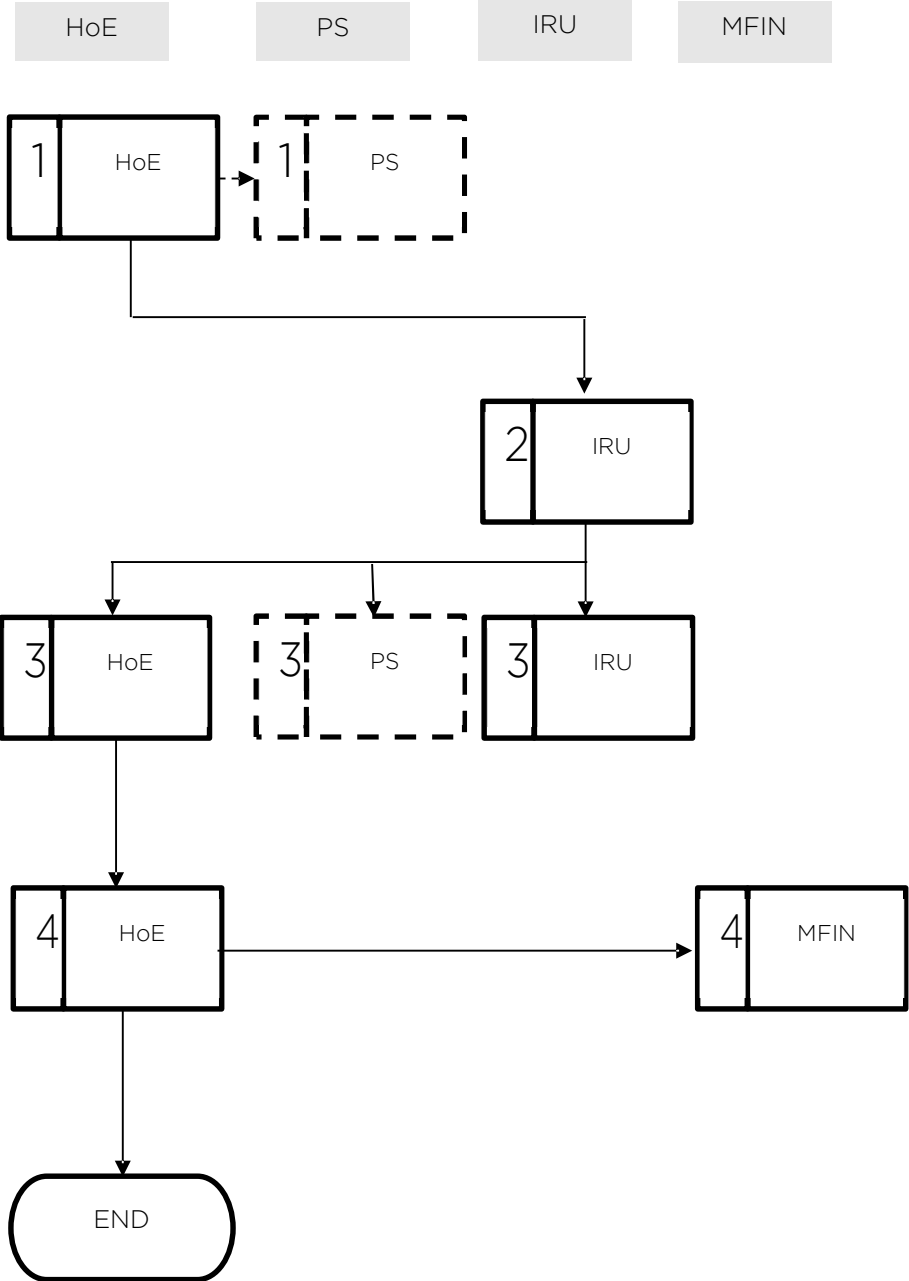 HoE
PS
IRU
MFIN
1 HoE
1 PS
2 IRU
3 HoE
3 PS
3 IRU
4 HoE
4 MFIN
END